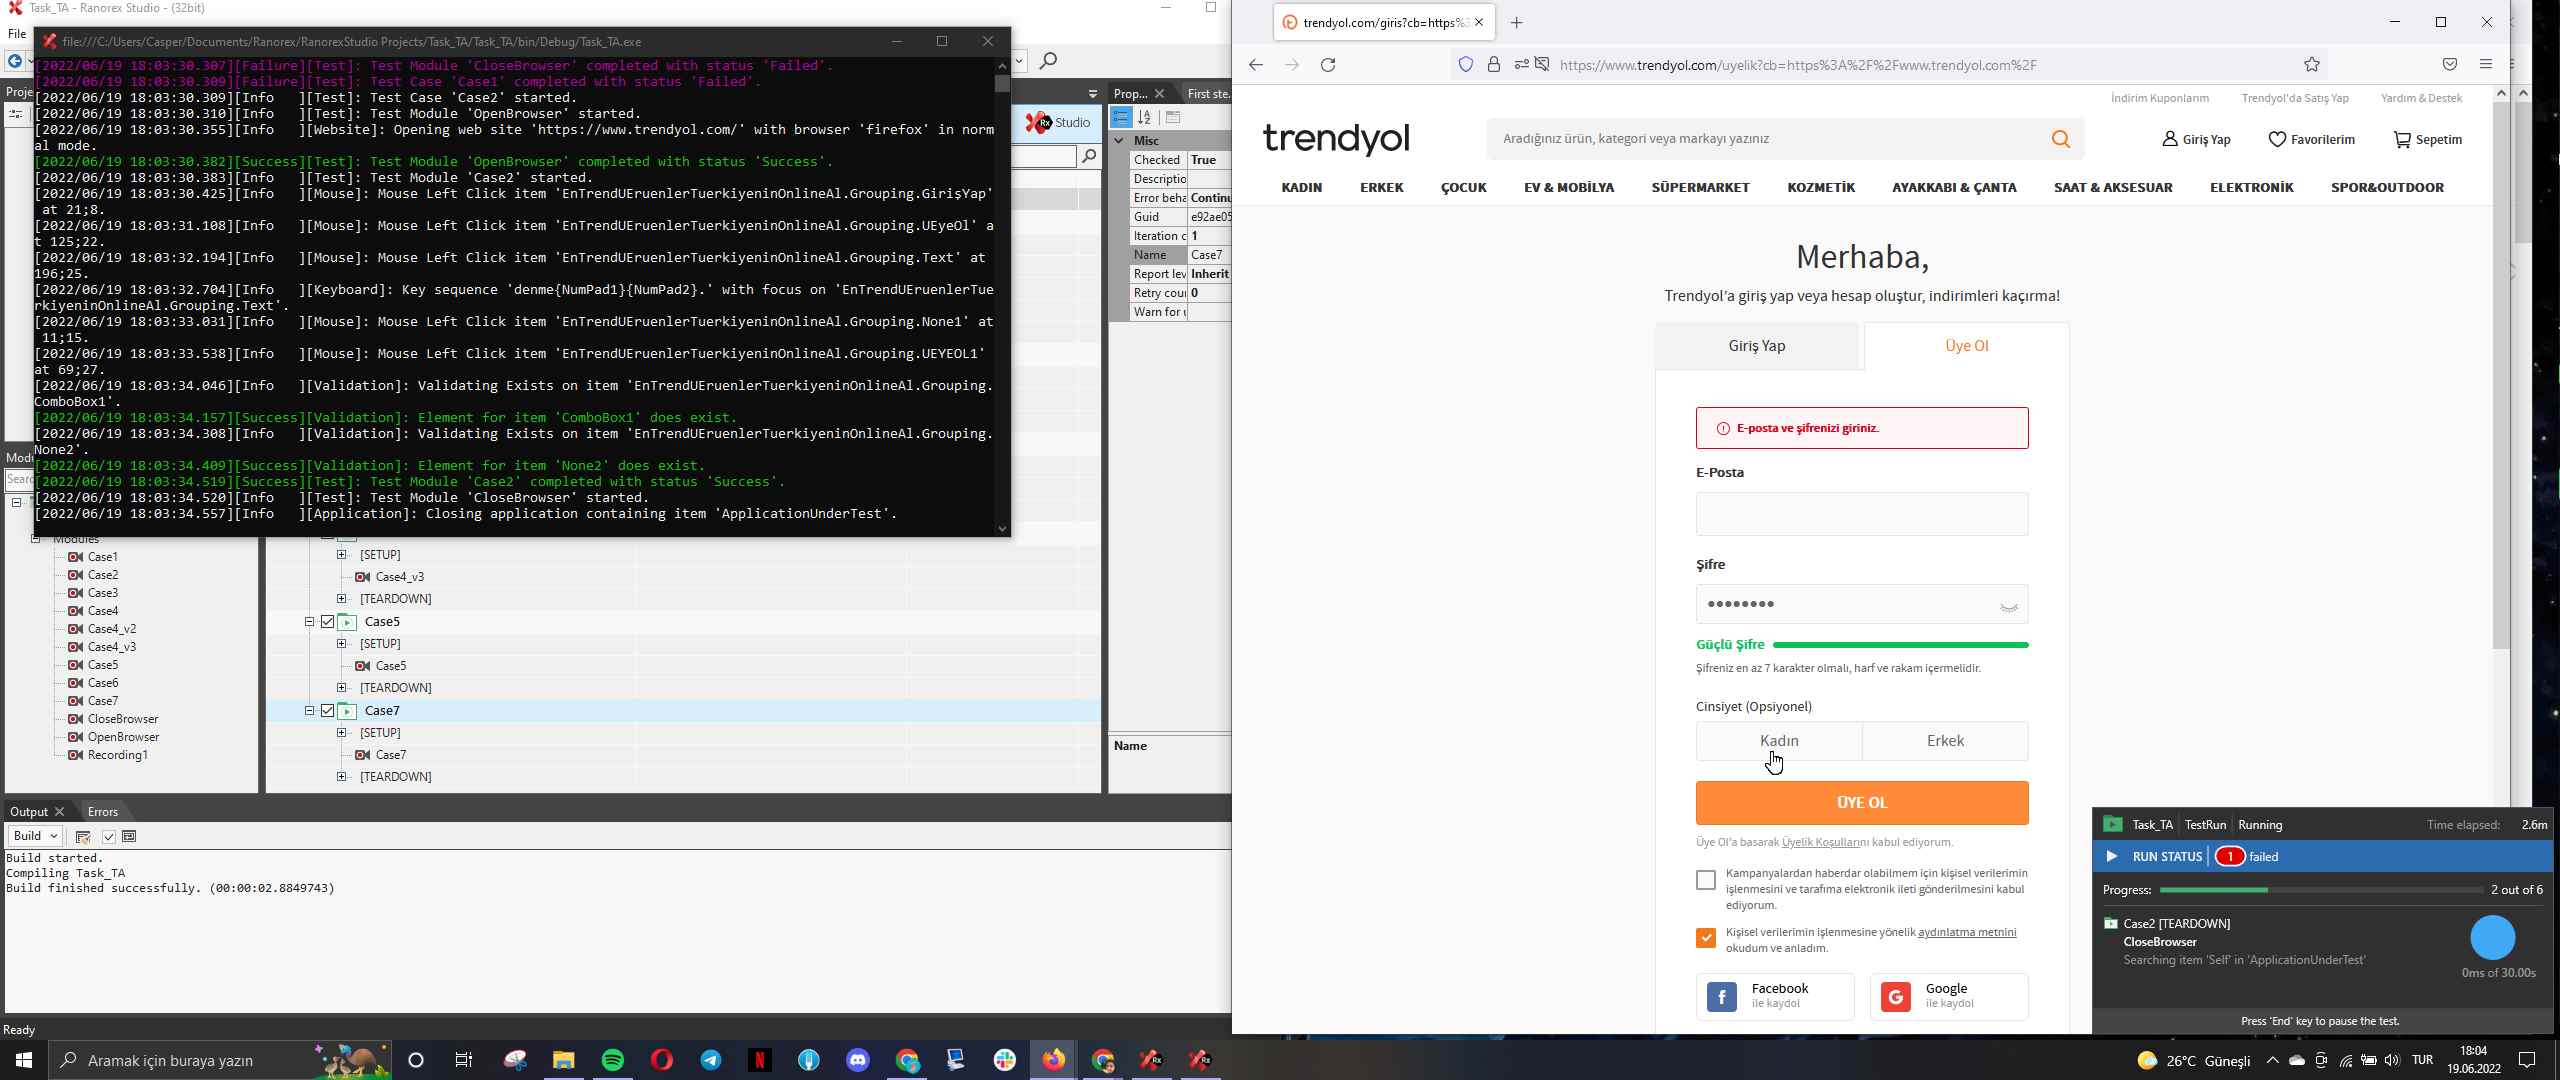 Task_TA - Ranorex Studio - (32bit)
File
file:///C:/Users/Casper/Documents/Ranorex/RanorexStudio Projects/Task_TA/Task_TA/bin/Debug/Task_TA.exe
[2022/06/19 18:03:30.307][Failure][Test]: Test Module 'CloseBrowser' completed with status 'Failed'.
[2022/06/19 18:03:30.309][Failure][Test]: Test Case 'Case1' completed with status 'Failed'.
[2022/06/19 18:03:30.309][Info   ][Test]: Test Case 'Case2' started.
[2022/06/19 18:03:30.310][Info   ][Test]: Test Module 'OpenBrowser' started.
[2022/06/19 18:03:30.355][Info   ][Website]: Opening web site 'https://www.trendyol.com/' with browser 'firefox' in norm
al mode.
[2022/06/19 18:03:30.382][Success][Test]: Test Module 'OpenBrowser' completed with status 'Success'.
[2022/06/19 18:03:30.383][Info   ][Test]: Test Module 'Case2' started.
[2022/06/19 18:03:30.425][Info   ][Mouse]: Mouse Left Click item 'EnTrendUEruenlerTuerkiyeninOnlineAl.Grouping.GirişYap'
at 21;8.
[2022/06/19 18:03:31.108][Info   ][Mouse]: Mouse Left Click item 'EnTrendUEruenlerTuerkiyeninOnlineAl.Grouping.UEyeOl' a
t 125;22.
[2022/06/19 18:03:32.194][Info   ][Mouse]: Mouse Left Click item 'EnTrendUEruenlerTuerkiyeninOnlineAl.Grouping.Text' at
196;25.
[2022/06/19 18:03:32.704][Info   ][Keyboard]: Key sequence 'denme{NumPad1}{NumPad2}.' with focus on 'EnTrendUEruenlerTue
rkiyeninOnlineAl.Grouping.Text'.
[2022/06/19 18:03:33.031][Info   ][Mouse]: Mouse Left Click item 'EnTrendUEruenlerTuerkiyeninOnlineAl.Grouping.None1' at
11;15.
[2022/06/19 18:03:33.538][Info   ][Mouse]: Mouse Left Click item 'EnTrendUEruenlerTuerkiyeninOnlineAl.Grouping.UEYEOL1'
at 69;27.
[2022/06/19 18:03:34.046][Info   ][Validation]: Validating Exists on item 'EnTrendUEruenlerTuerkiyeninOnlineAl.Grouping.
ComboBox1'.
[2022/06/19 18:03:34.157][Success][Validation]: Element for item 'ComboBox1' does exist.
[2022/06/19 18:03:34.308][Info   ][Validation]: Validating Exists on item 'EnTrendUEruenlerTuerkiyeninOnlineAl.Grouping.
None2'.
[2022/06/19 18:03:34.409][Success][Validation]: Element for item 'None2' does exist.
[2022/06/19 18:03:34.519][Success][Test]: Test Module 'Case2' completed with status 'Success'.
[2022/06/19 18:03:34.520][Info   ][Test]: Test Module 'CloseBrowser' started.
[2022/06/19 18:03:34.557][Info   ][Application]: Closing application containing item 'ApplicationUnderTest'.
Proje
Modu
Searc
Modules
Case1
Case2
Case3
Case4
Case4_v2
Case4_v3
Case5
Case6
Case7
CloseBrowser
OpenBrowser
Recording1
[SETUP]
Case4_v3
[TEARDOWN]
Case5
[SETUP]
Case5
[TEARDOWN]
Case7
[SETUP]
Case7
[TEARDOWN]
Rx Studio
Prop... First ste.
Misc
Checked True
Descriptio
Error beha Continu
Guid e92ae05
Iteration c 1
Name Case7
Report lev Inherit
Retry cour 0
Warn for u
Name
Output Errors
Build
Build started.
Compiling Task_TA
Build finished successfully. (00:00:02.8849743)
Ready
trendyol.com/giris?cb=https%3
https://www.trendyol.com/uyelik?cb=https%3A%2F%2Fwww.trendyol.com%2F
İndirim Kuponlarım Trendyol'da Satış Yap Yardım & Destek
trendyol
Aradığınız ürün, kategori veya markayı yazınız
Giriş Yap Favorilerim Sepetim
KADIN ERKEK ÇOCUK EV & MOBİLYA SÜPERMARKET KOZMETİK AYAKKABI & ÇANTA SAAT & AKSESUAR ELEKTRONİK SPOR&OUTDOOR
Merhaba,
Trendyol'a giriş yap veya hesap oluştur, indirimleri kaçırma!
Giriş Yap Üye Ol
E-posta ve şifrenizi giriniz.
E-Posta
Şifre
••••••••
Güçlü Şifre
Şifreniz en az 7 karakter olmalı, harf ve rakam içermelidir.
Cinsiyet (Opsiyonel)
Kadın Erkek
ÜYE OL
Üye Ol'a basarak Üyelik Koşullarını kabul ediyorum.
Kampanyalardan haberdar olabilmem için kişisel verilerimin
işlenmesini ve tarafıma elektronik ileti gönderilmesini kabul
ediyorum.
Kişisel verilerimin işlenmesine yönelik aydınlatma metnini
okudum ve anladım.
Facebook
ile kaydol
Google
ile kaydol
Task_TA TestRun Running Time elapsed: 2.6m
RUN STATUS 1 failed
Progress: 2 out of 6
Case2 [TEARDOWN]
CloseBrowser
Searching item 'Self' in 'ApplicationUnderTest'
0ms of 30.00s
Press 'End' key to pause the test.
Aramak için buraya yazın
26°C Güneşli
TUR
18:04
19.06.2022